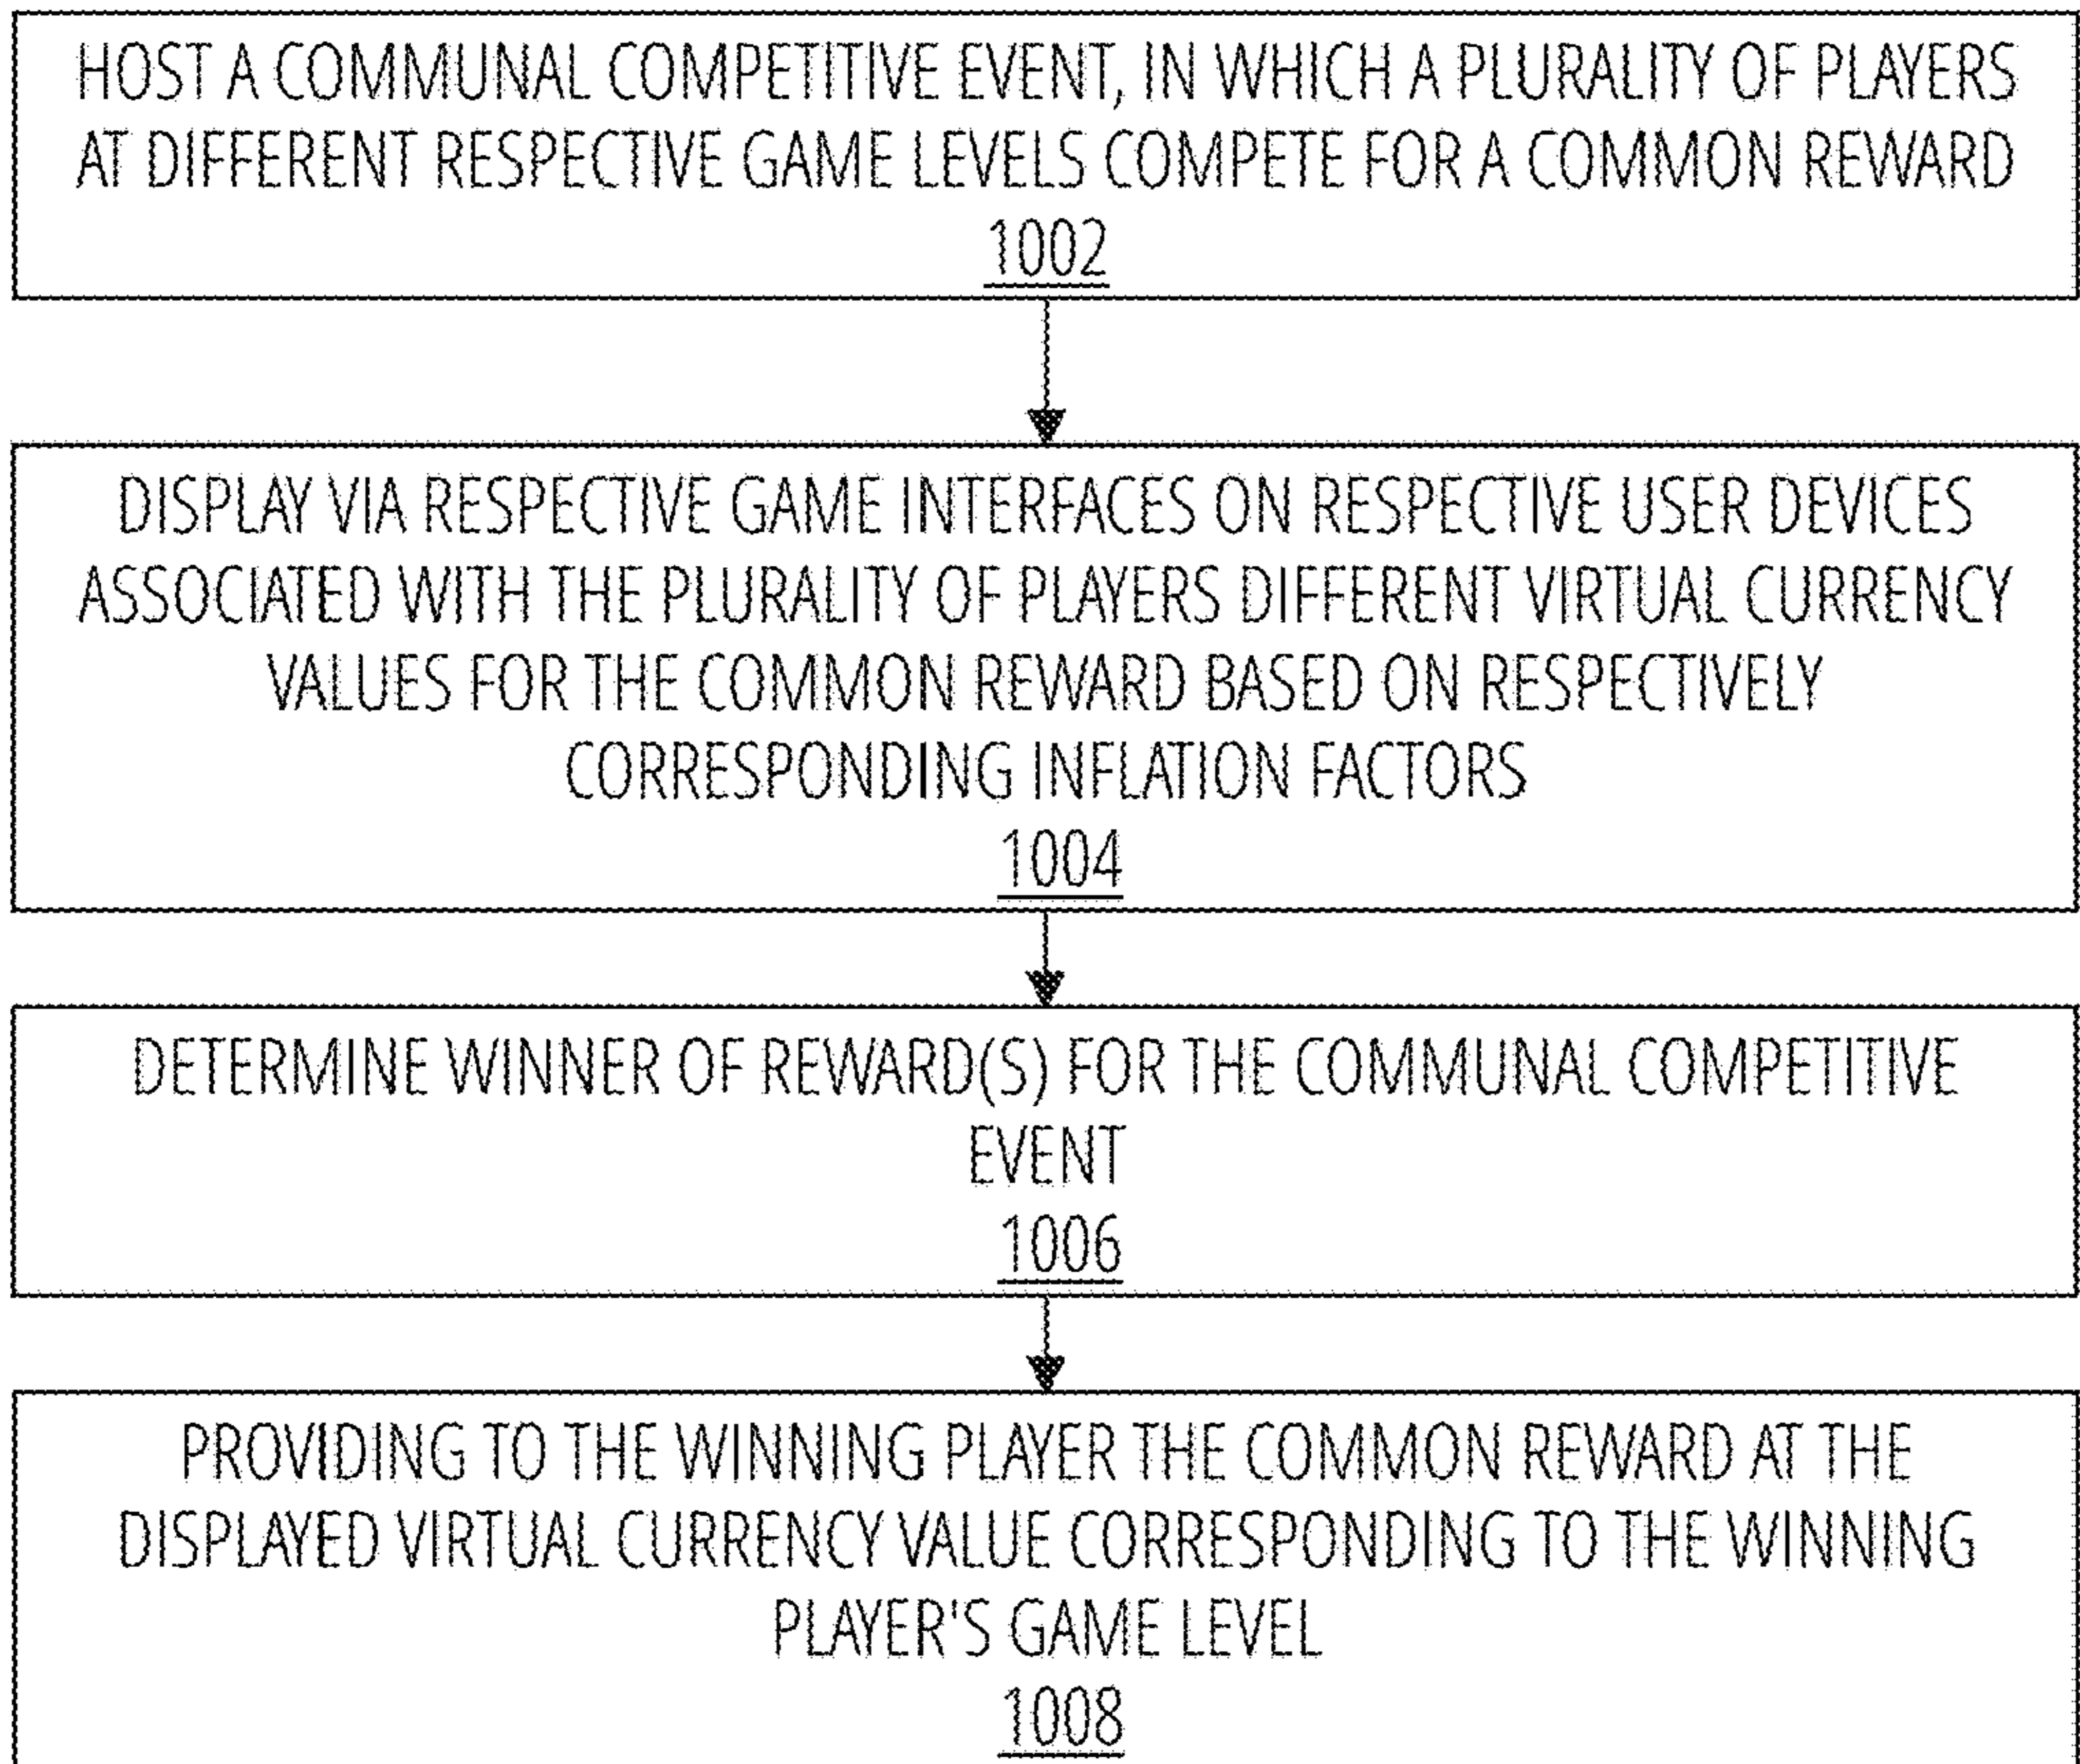 HOST A COMMUNAL COMPETITIVE EVENT, IN WHICH A PLURALITY OF PLAYERS
AT DIFFERENT RESPECTIVE GAME LEVELS COMPETE FOR A COMMON REWARD
1002
DISPLAY VIA RESPECTIVE GAME INTERFACES ON RESPECTIVE USER DEVICES
ASSOCIATED WITH THE PLURALITY OF PLAYERS DIFFERENT VIRTUAL CURRENCY
VALUES FOR THE COMMON REWARD BASED ON RESPECTIVELY
CORRESPONDING INFLATION FACTORS
1004
DETERMINE WINNER OF REWARD(S) FOR THE COMMUNAL COMPETITIVE
EVENT
1006
PROVIDING TO THE WINNING PLAYER THE COMMON REWARD AT THE
DISPLAYED VIRTUAL CURRENCY VALUE CORRESPONDING TO THE WINNING
PLAYER'S GAME LEVEL
1008